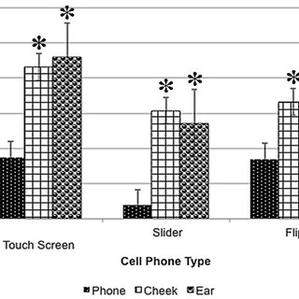 * * * * *
Touch Screen
Slider
Flip
Cell Phone Type
Phone Cheek Ear